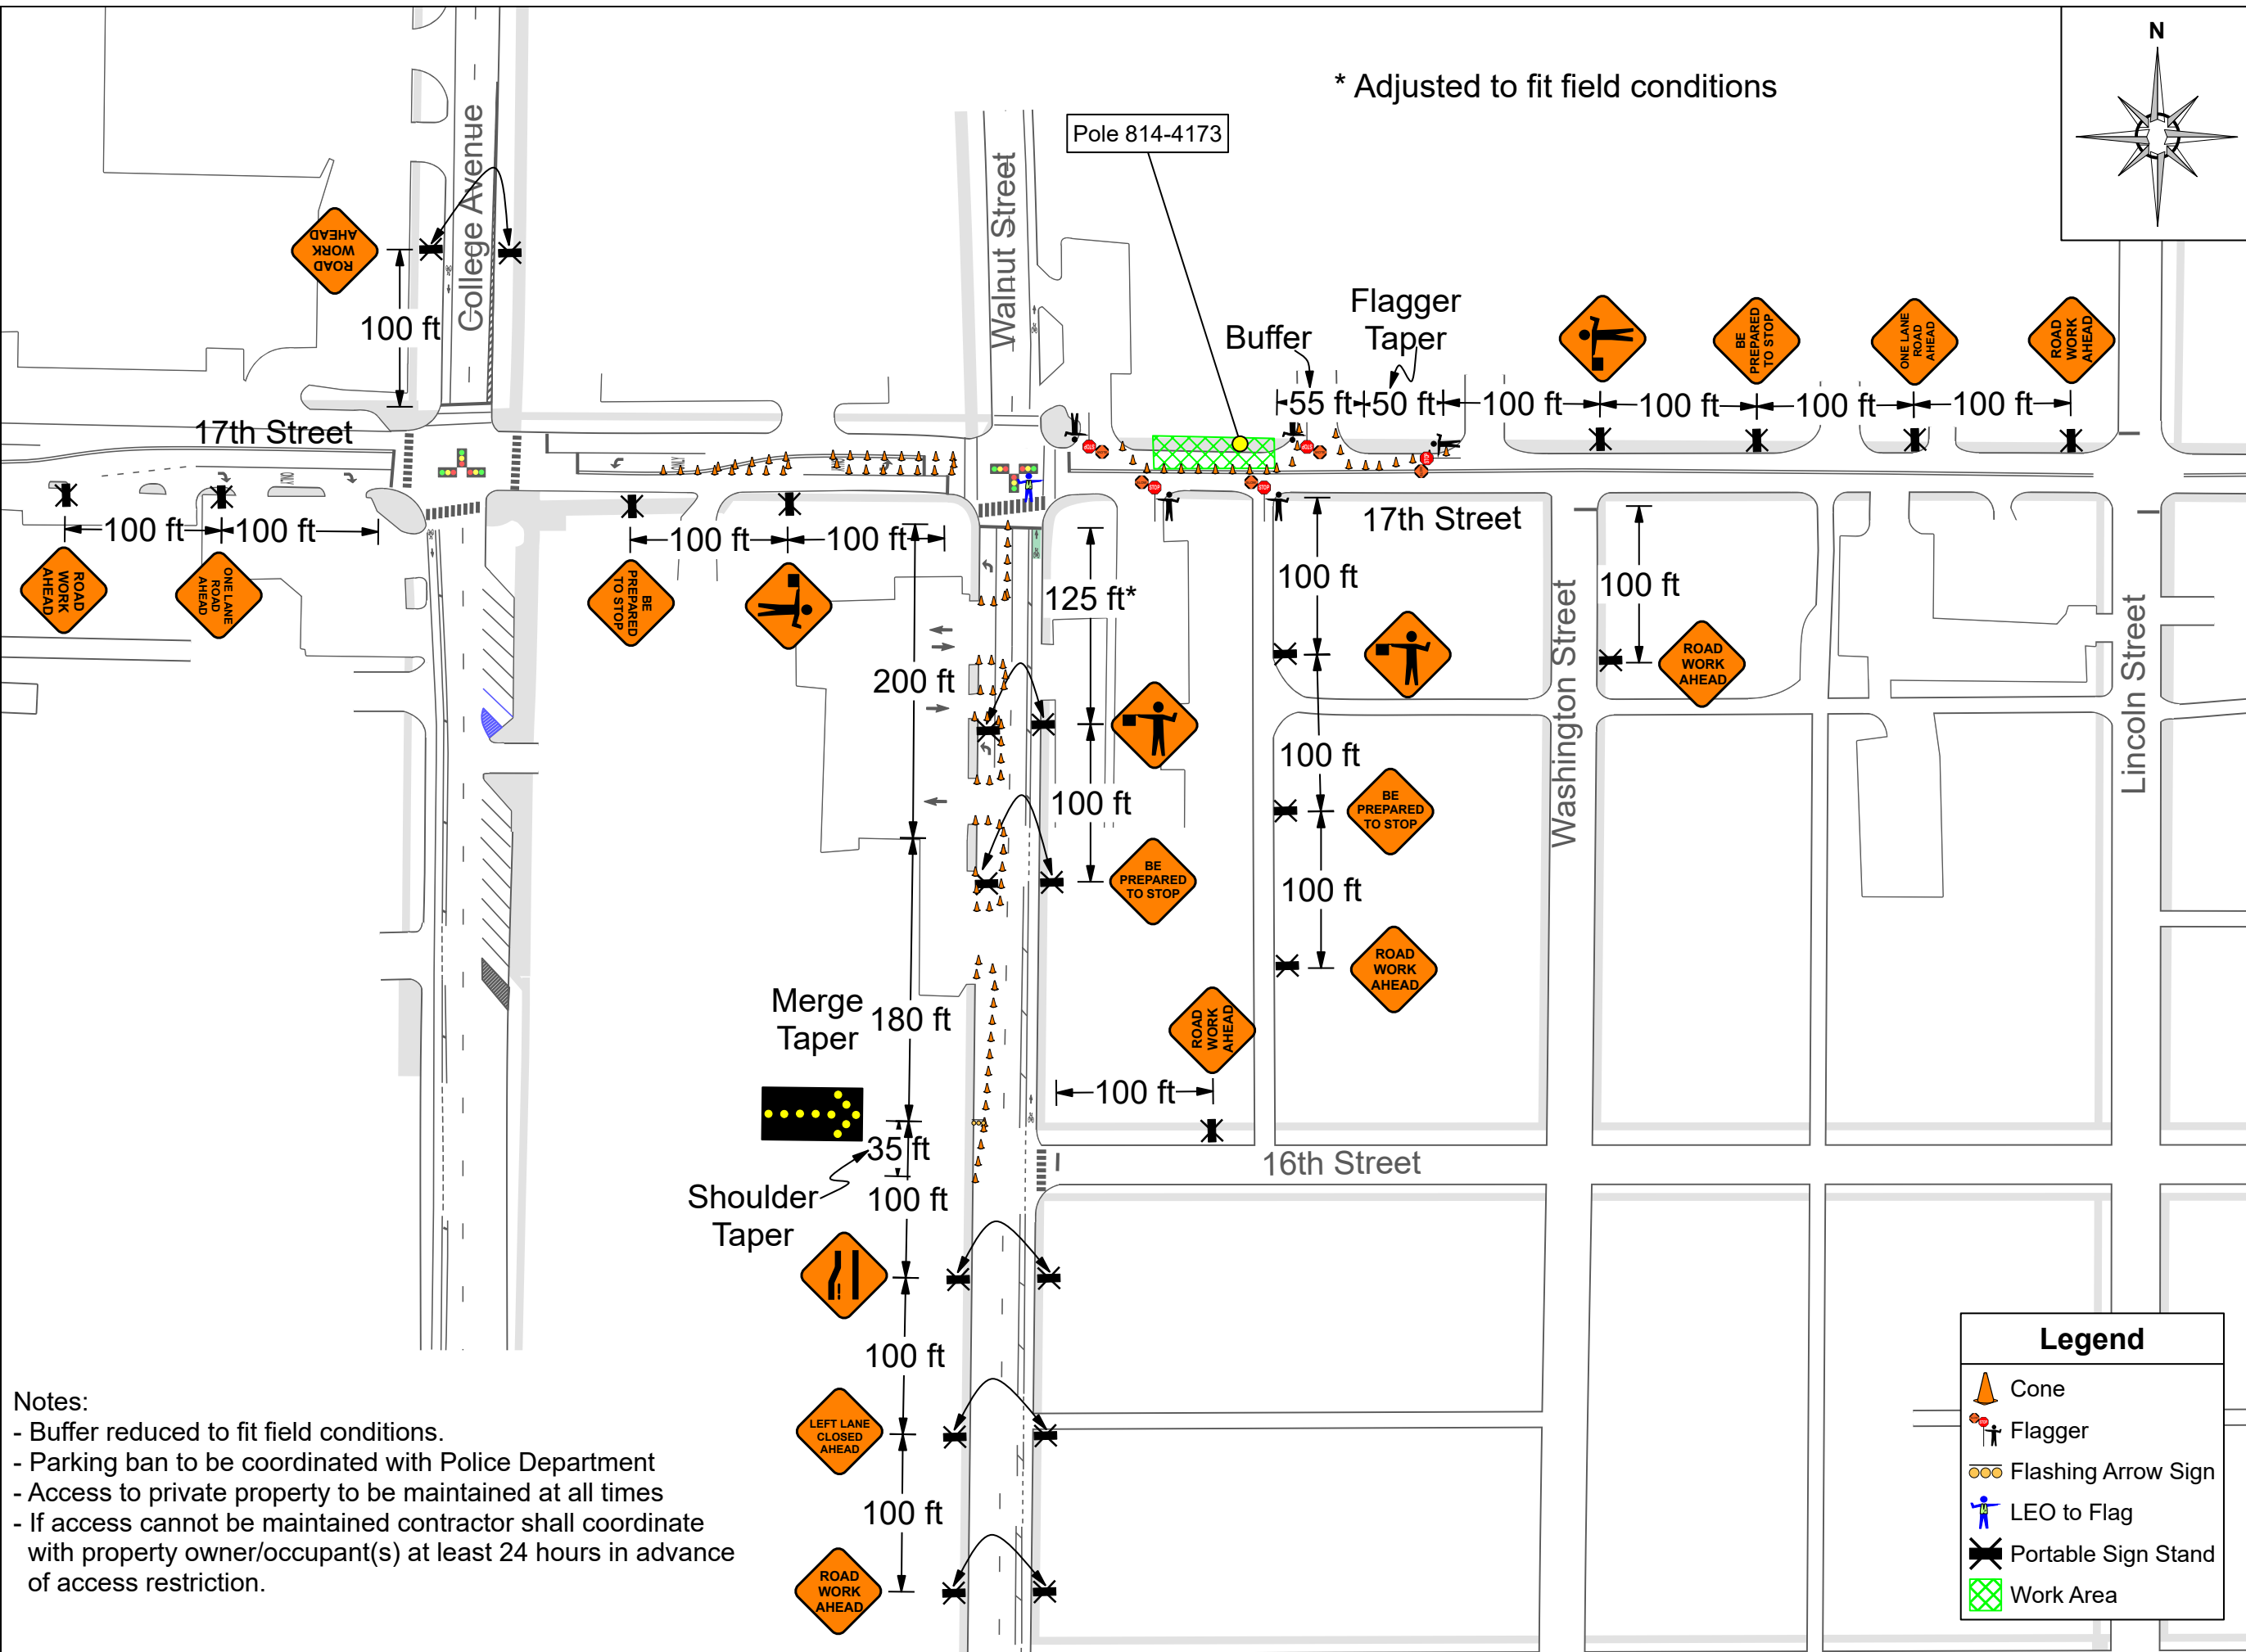 N
* Adjusted to fit field conditions
Pole 814-4173
College Avenue
Walnut Street
ROAD
WORK
AHEAD
100 ft
Buffer
Flagger
Taper
BE
PREPARED
TO STOP
ONE LANE
ROAD
AHEAD
ROAD
WORK
AHEAD
55 ft
50 ft
100 ft
100 ft
100 ft
100 ft
17th Street
ONLY
ONLY
STOP
STOP
STOP
STOP
STOP
100 ft
100 ft
100 ft
100 ft
17th Street
ROAD
WORK
AHEAD
ONE LANE
ROAD
AHEAD
BE
PREPARED
TO STOP
125 ft*
100 ft
100 ft
200 ft
Washington Street
Lincoln Street
ROAD
WORK
AHEAD
100 ft
100 ft
BE
PREPARED
TO STOP
100 ft
BE
PREPARED
TO STOP
ROAD
WORK
AHEAD
Merge
Taper
180 ft
ROAD
WORK
AHEAD
100 ft
35 ft
Shoulder
Taper
100 ft
16th Street
100 ft
LEFT LANE
CLOSED
AHEAD
100 ft
ROAD
WORK
AHEAD
Notes:
- Buffer reduced to fit field conditions.
- Parking ban to be coordinated with Police Department
- Access to private property to be maintained at all times
- If access cannot be maintained contractor shall coordinate
with property owner/occupant(s) at least 24 hours in advance
of access restriction.
Legend
Cone
Flagger
Flashing Arrow Sign
LEO to Flag
Portable Sign Stand
Work Area